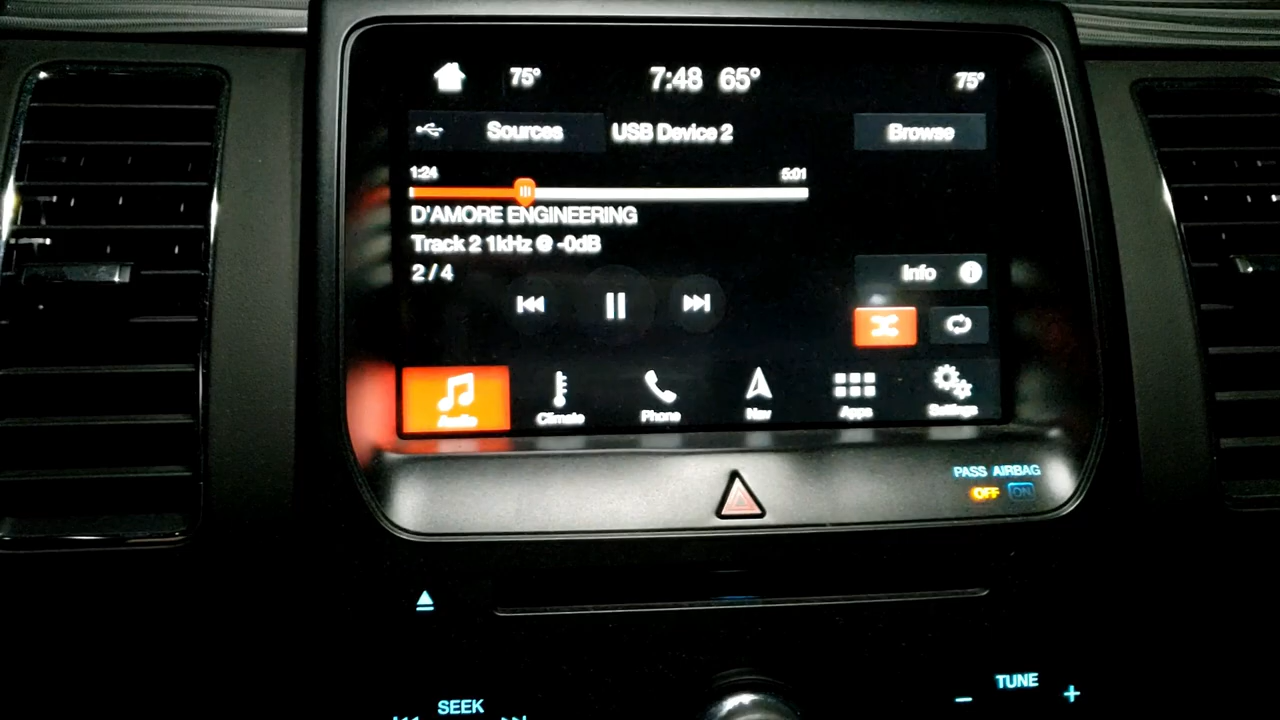 75° 7:48 65° 75°
Sources USB Device 2 Browse
1:24 5:01
D'AMORE ENGINEERING
Track 2 1kHz @ -0dB
2 / 4
Info
Audio Climate Phone Nav Apps Settings
PASS AIRBAG
OFF ON
SEEK
- TUNE +